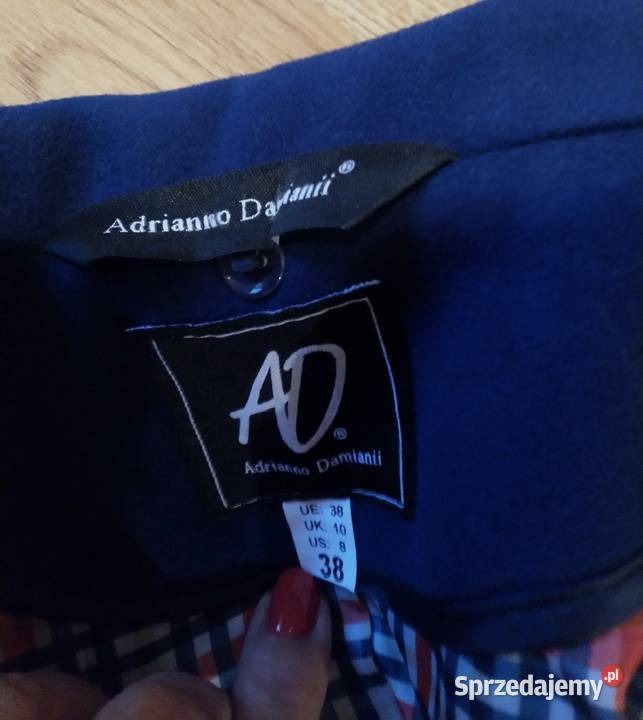 Adrianno Damianii®
AD®
Adrianno Damianii
UE: 38
UK: 10
US: 8
38
Sprzedajemy.pl